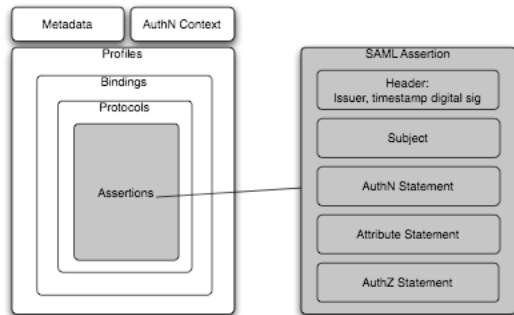 Metadata
AuthN Context
Profiles
Bindings
Protocols
Assertions
SAML Assertion
Header:
Issuer, timestamp digital sig
Subject
AuthN Statement
Attribute Statement
AuthZ Statement